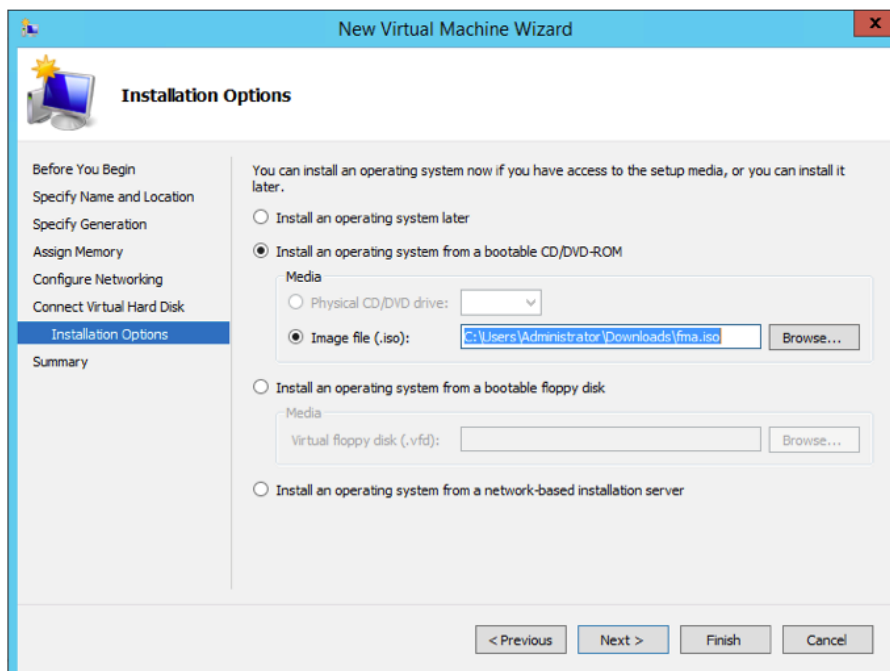 New Virtual Machine Wizard
x
Installation Options
Before You Begin
Specify Name and Location
Specify Generation
Assign Memory
Configure Networking
Connect Virtual Hard Disk
Installation Options
Summary
You can install an operating system now if you have access to the setup media, or you can install it
later.
Install an operating system later
Install an operating system from a bootable CD/DVD-ROM
Media
Physical CD/DVD drive:
Image file (.iso): C:\Users\Administrator\Downloads\fma.iso Browse...
Install an operating system from a bootable floppy disk
Media
Virtual floppy disk (.vfd): Browse...
Install an operating system from a network-based installation server
< Previous Next > Finish Cancel